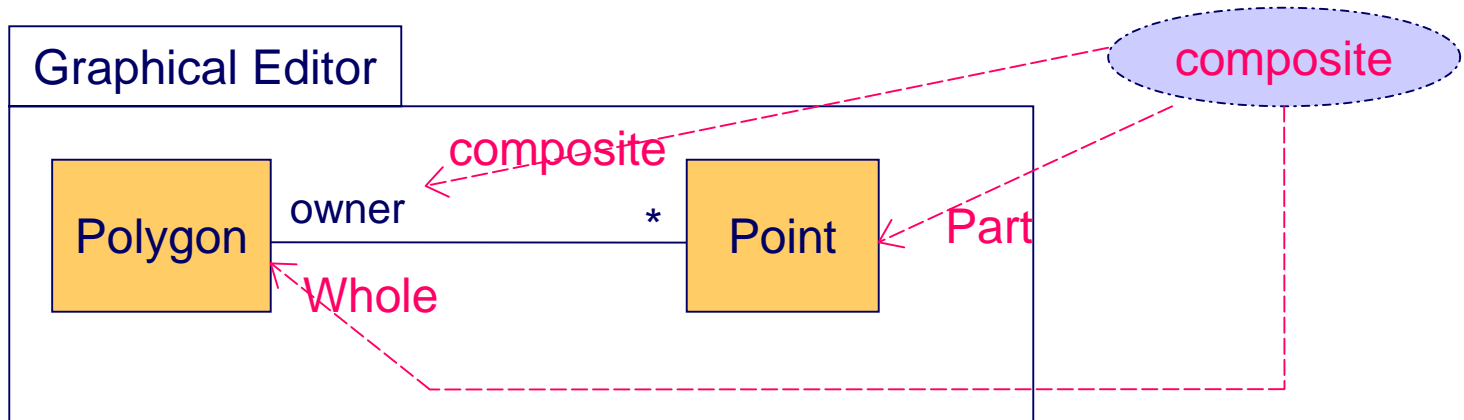 Graphical Editor
composite
composite
Polygon
owner
*
Point
Part
Whole